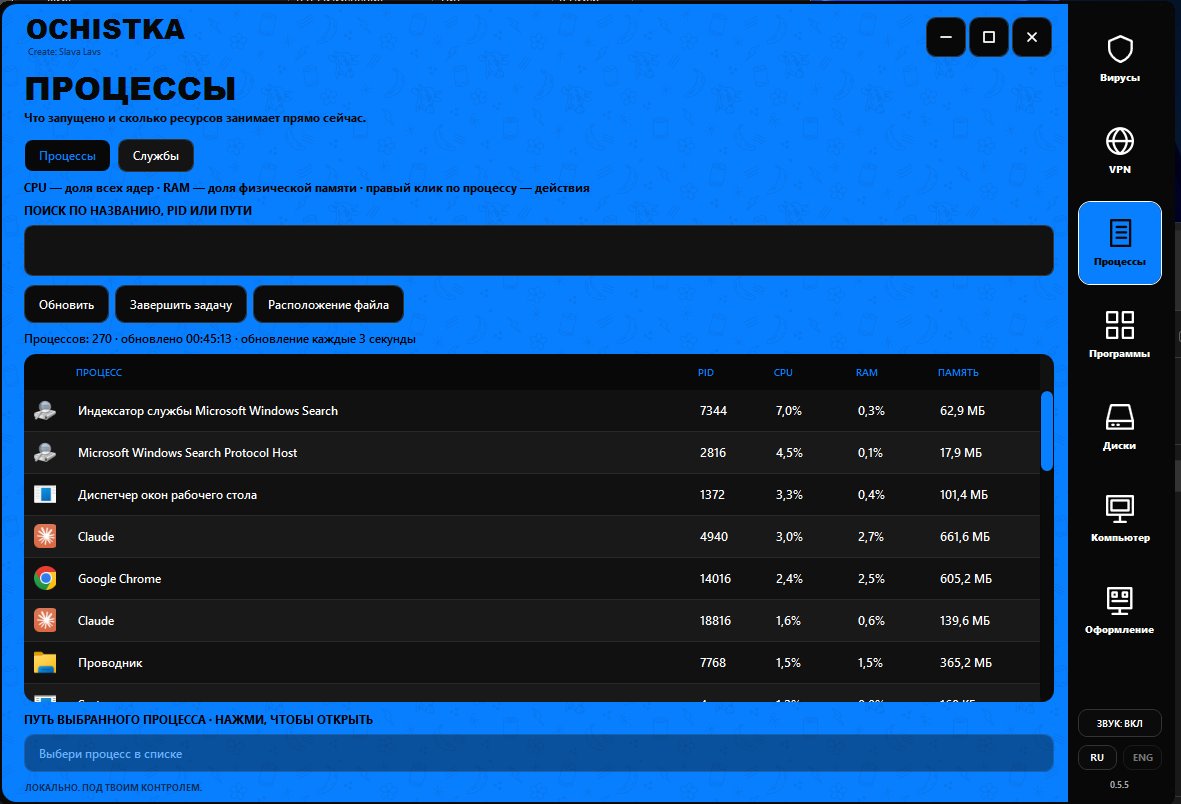 OCHISTKA
Create: Slava Lavs
ПРОЦЕССЫ
Что запущено и сколько ресурсов занимает прямо сейчас.
Процессы Службы
CPU — доля всех ядер · RAM — доля физической памяти · правый клик по процессу — действия
ПОИСК ПО НАЗВАНИЮ, PID ИЛИ ПУТИ
Обновить Завершить задачу Расположение файла
Процессов: 270 · обновлено 00:45:13 · обновление каждые 3 секунды
ПРОЦЕСС PID CPU RAM ПАМЯТЬ
Индексатор службы Microsoft Windows Search 7344 7,0% 0,3% 62,9 МБ
Microsoft Windows Search Protocol Host 2816 4,5% 0,1% 17,9 МБ
Диспетчер окон рабочего стола 1372 3,3% 0,4% 101,4 МБ
Claude 4940 3,0% 2,7% 661,6 МБ
Google Chrome 14016 2,4% 2,5% 605,2 МБ
Claude 18816 1,6% 0,6% 139,6 МБ
Проводник 7768 1,5% 1,5% 365,2 МБ
ПУТЬ ВЫБРАННОГО ПРОЦЕССА · НАЖМИ, ЧТОБЫ ОТКРЫТЬ
Выбери процесс в списке
ЛОКАЛЬНО. ПОД ТВОИМ КОНТРОЛЕМ.
Вирусы
VPN
Процессы
Программы
Диски
Компьютер
Оформление
ЗВУК: ВКЛ
RU ENG
0.5.5